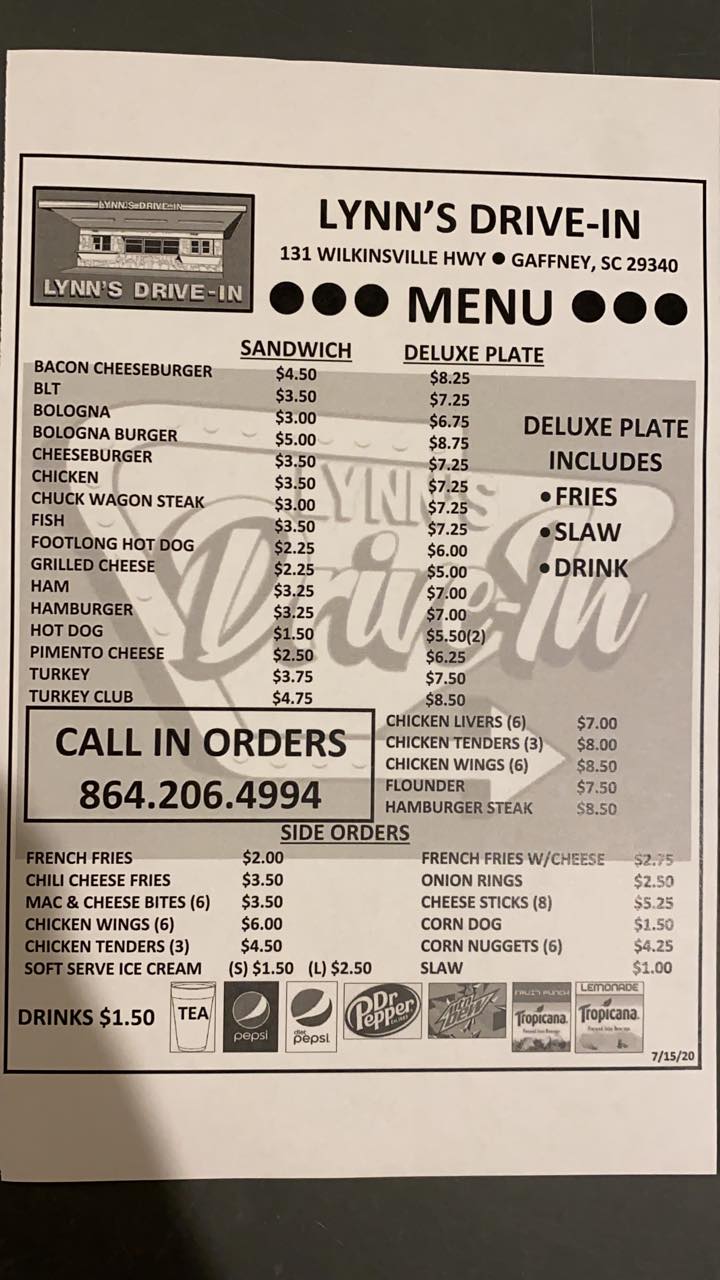 LYNN'S DRIVE-IN
LYNN'S DRIVE-IN
LYNN'S DRIVE-IN
131 WILKINSVILLE HWY ● GAFFNEY, SC 29340
●●● MENU ●●●
SANDWICH DELUXE PLATE
BACON CHEESEBURGER $4.50 $8.25
BLT $3.50 $7.25
BOLOGNA $3.00 $6.75
BOLOGNA BURGER $5.00 $8.75
CHEESEBURGER $3.50 $7.25
CHICKEN $3.50 $7.25
CHUCK WAGON STEAK $3.00 $7.25
FISH $3.50 $7.25
FOOTLONG HOT DOG $2.25 $6.00
GRILLED CHEESE $2.25 $5.00
HAM $3.25 $7.00
HAMBURGER $3.25 $7.00
HOT DOG $1.50 $5.50(2)
PIMENTO CHEESE $2.50 $6.25
TURKEY $3.75 $7.50
TURKEY CLUB $4.75 $8.50
DELUXE PLATE
INCLUDES
● FRIES
● SLAW
● DRINK
LYNN'S
Drive-In
CALL IN ORDERS
864.206.4994
CHICKEN LIVERS (6) $7.00
CHICKEN TENDERS (3) $8.00
CHICKEN WINGS (6) $8.50
FLOUNDER $7.50
HAMBURGER STEAK $8.50
SIDE ORDERS
FRENCH FRIES $2.00
CHILI CHEESE FRIES $3.50
MAC & CHEESE BITES (6) $3.50
CHICKEN WINGS (6) $6.00
CHICKEN TENDERS (3) $4.50
SOFT SERVE ICE CREAM (S) $1.50 (L) $2.50
FRENCH FRIES W/CHEESE $2.75
ONION RINGS $2.50
CHEESE STICKS (8) $5.25
CORN DOG $1.50
CORN NUGGETS (6) $4.25
SLAW $1.00
DRINKS $1.50
TEA
pepsi
diet
pepsi
Dr
Pepper
Mtn
Dew
FRUIT PUNCH
Tropicana
LEMONADE
Tropicana
7/15/20